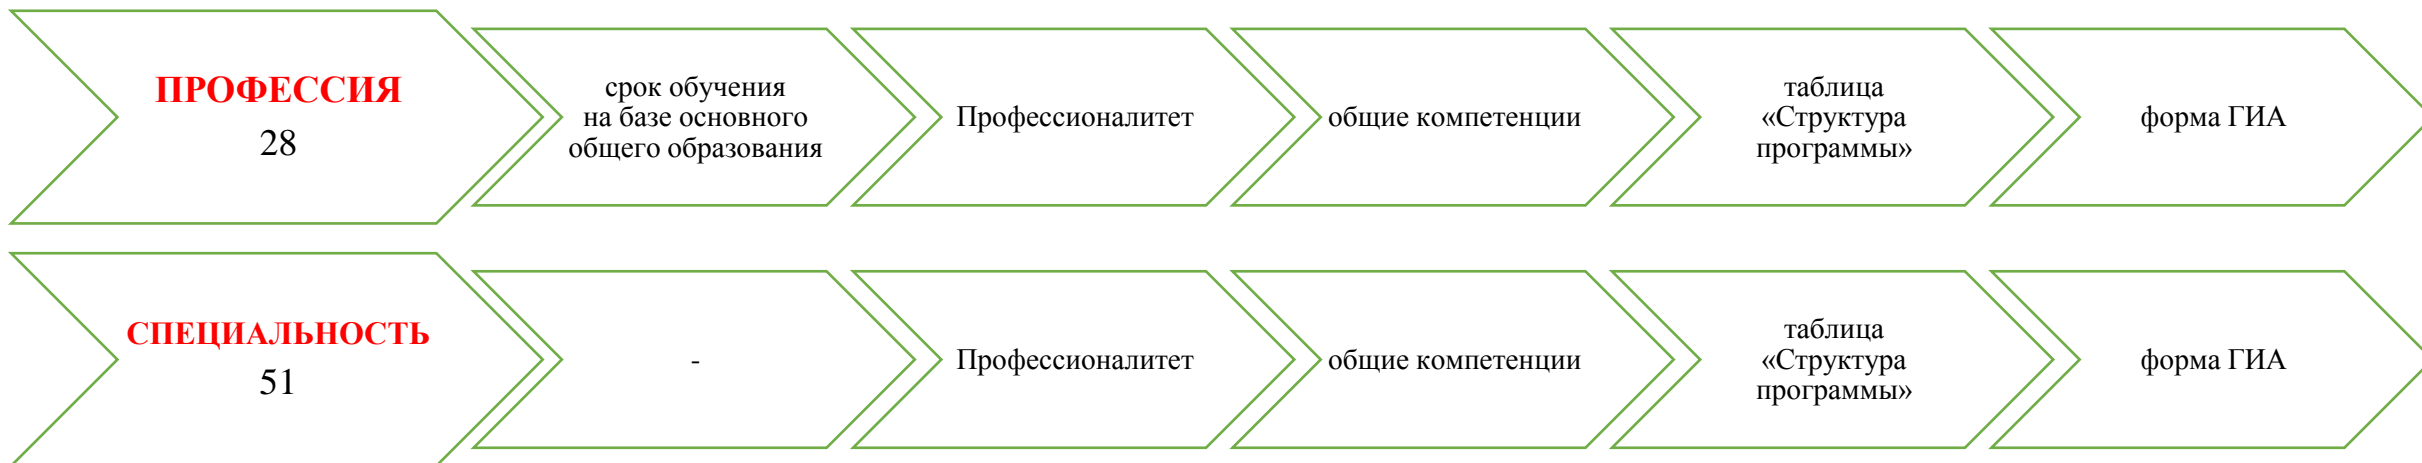 ПРОФЕССИЯ
28
срок обучения
на базе основного
общего образования
Профессионалитет
общие компетенции
таблица
«Структура
программы»
форма ГИА
СПЕЦИАЛЬНОСТЬ
51
-
Профессионалитет
общие компетенции
таблица
«Структура
программы»
форма ГИА